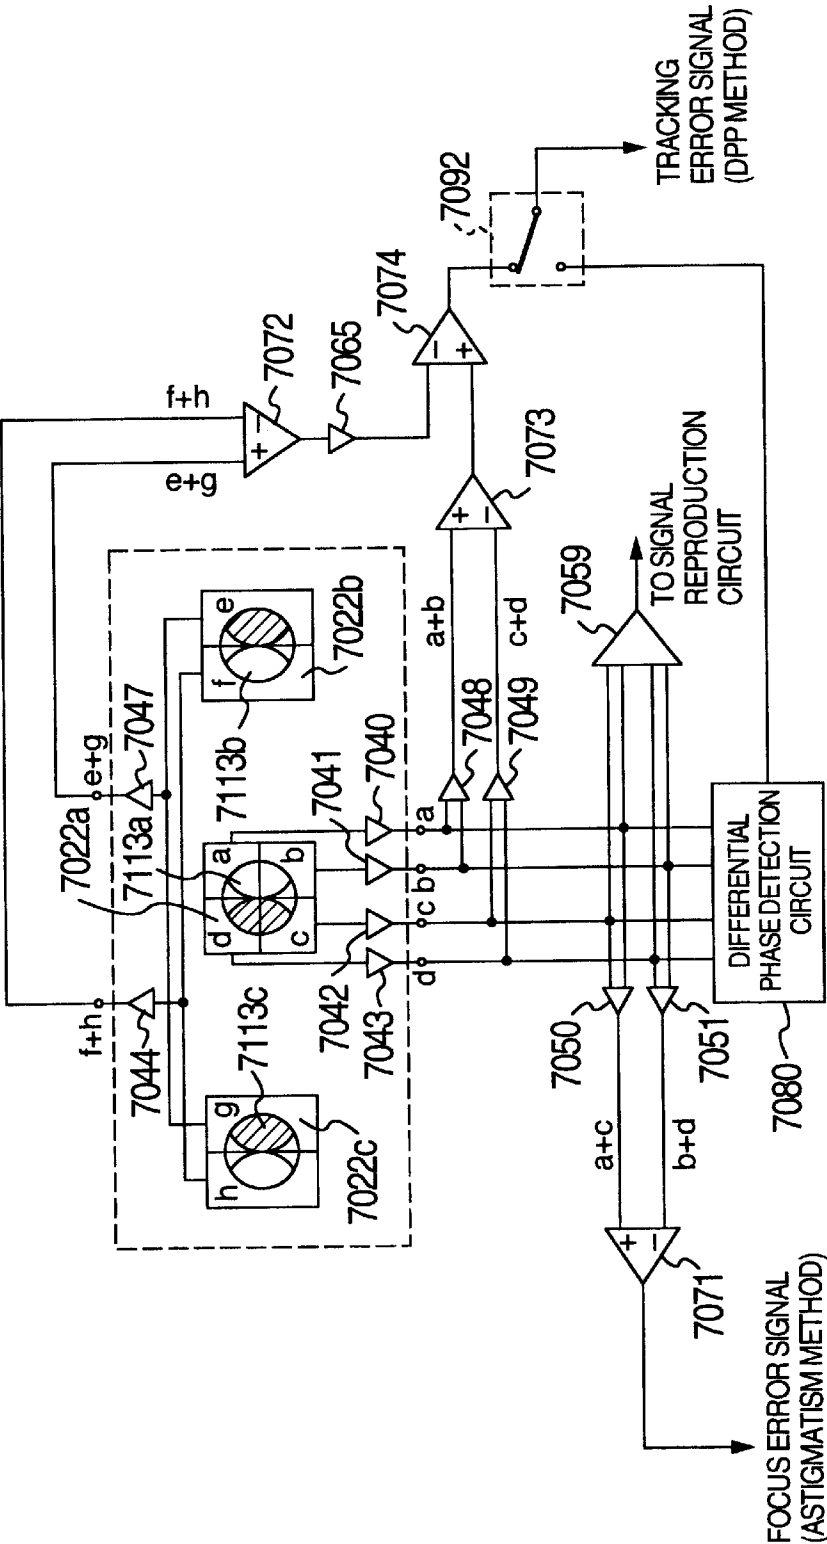 f+h
e+g
7072
7065
7074
7092
TRACKING
ERROR SIGNAL
(DPP METHOD)
f+h
7044
e+g
7047
7022a
7113a
7113b
7113c
h
g
7022c
d
a
c
b
f
e
7022b
7043
7042
7041
7040
d
c
b
a
7048
7049
a+b
c+d
+
−
7073
−
+
+
−
7050
7051
7059
TO SIGNAL
REPRODUCTION
CIRCUIT
a+c
b+d
+
−
7071
FOCUS ERROR SIGNAL
(ASTIGMATISM METHOD)
7080
DIFFERENTIAL
PHASE DETECTION
CIRCUIT